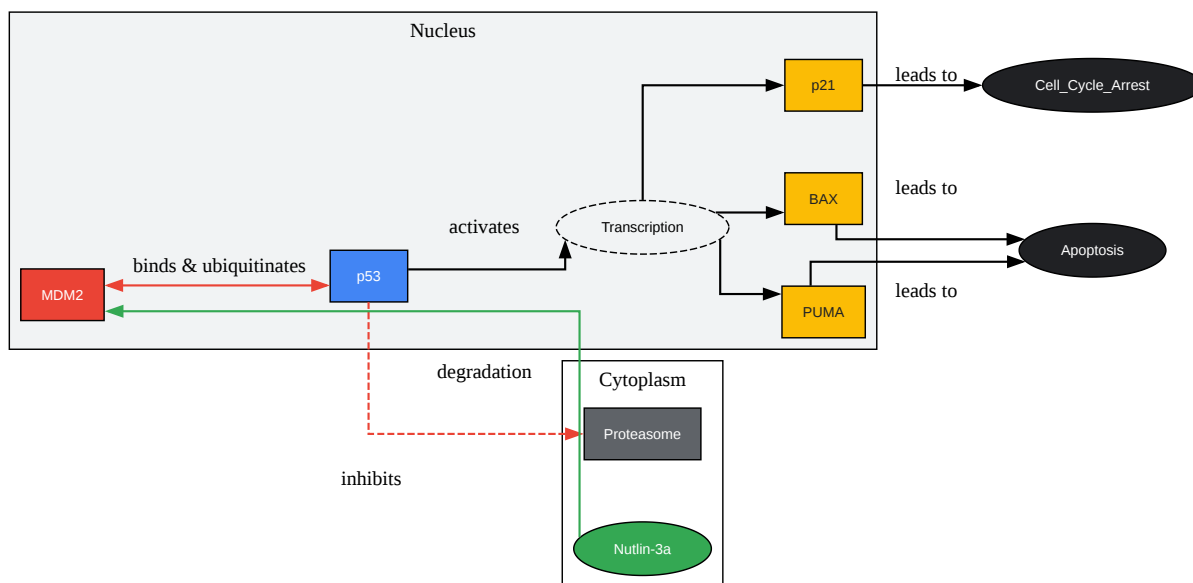 Nucleus
p21
leads to
Cell_Cycle_Arrest
BAX
leads to
activates
Transcription
Apoptosis
binds & ubiquitinates
p53
MDM2
leads to
PUMA
degradation
Cytoplasm
Proteasome
inhibits
Nutlin-3a